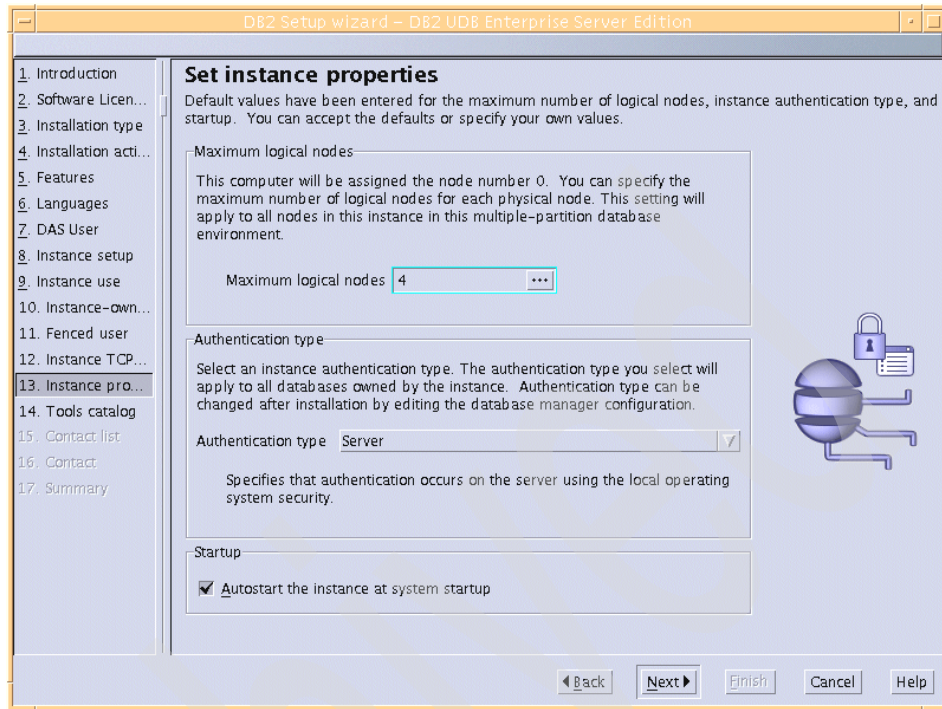 DB2 Setup wizard – DB2 UDB Enterprise Server Edition
1. Introduction
2. Software Licen...
3. Installation type
4. Installation acti...
5. Features
6. Languages
7. DAS User
8. Instance setup
9. Instance use
10. Instance-own...
11. Fenced user
12. Instance TCP...
13. Instance pro...
14. Tools catalog
15. Contact list
16. Contact
17. Summary
Set instance properties
Default values have been entered for the maximum number of logical nodes, instance authentication type, and
startup. You can accept the defaults or specify your own values.
Maximum logical nodes
This computer will be assigned the node number 0. You can specify the
maximum number of logical nodes for each physical node. This setting will
apply to all nodes in this instance in this multiple-partition database
environment.
Maximum logical nodes 4 ...
Authentication type
Select an instance authentication type. The authentication type you select will
apply to all databases owned by the instance. Authentication type can be
changed after installation by editing the database manager configuration.
Authentication type Server
Specifies that authentication occurs on the server using the local operating
system security.
Startup
Autostart the instance at system startup
Back Next Finish Cancel Help